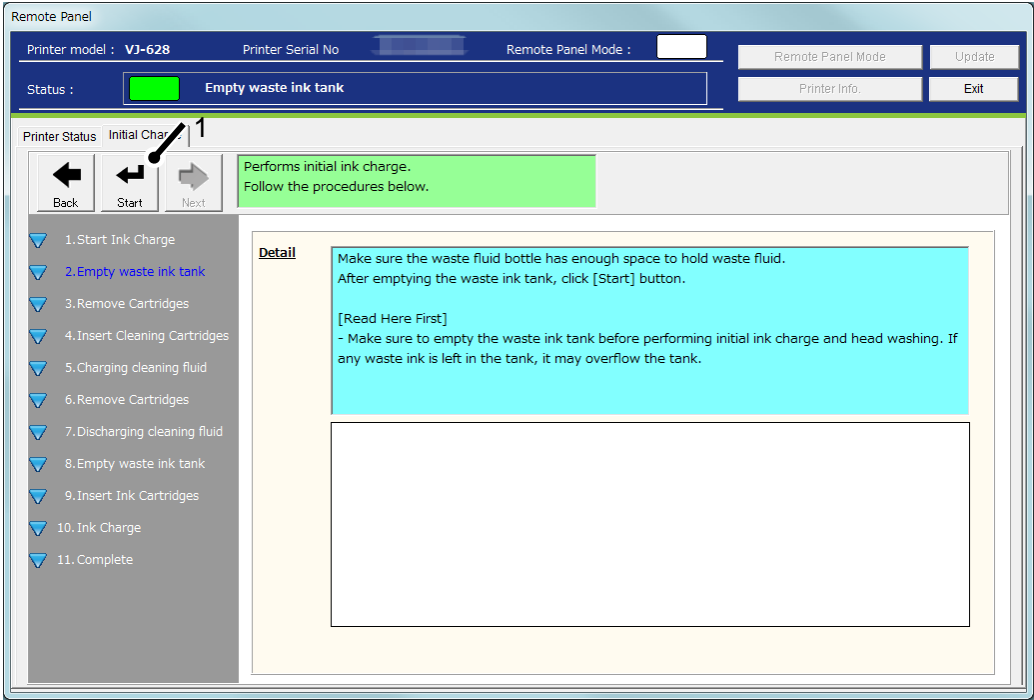 Remote Panel
Printer model : VJ-628 Printer Serial No Remote Panel Mode :
Remote Panel Mode Update
Status : Empty waste ink tank
Printer Info. Exit
Printer Status Initial Charge 1
Back Start Next
Performs initial ink charge.
Follow the procedures below.
1.Start Ink Charge
2.Empty waste ink tank
3.Remove Cartridges
4.Insert Cleaning Cartridges
5.Charging cleaning fluid
6.Remove Cartridges
7.Discharging cleaning fluid
8.Empty waste ink tank
9.Insert Ink Cartridges
10.Ink Charge
11.Complete
Detail
Make sure the waste fluid bottle has enough space to hold waste fluid.
After emptying the waste ink tank, click [Start] button.
[Read Here First]
- Make sure to empty the waste ink tank before performing initial ink charge and head washing. If
any waste ink is left in the tank, it may overflow the tank.